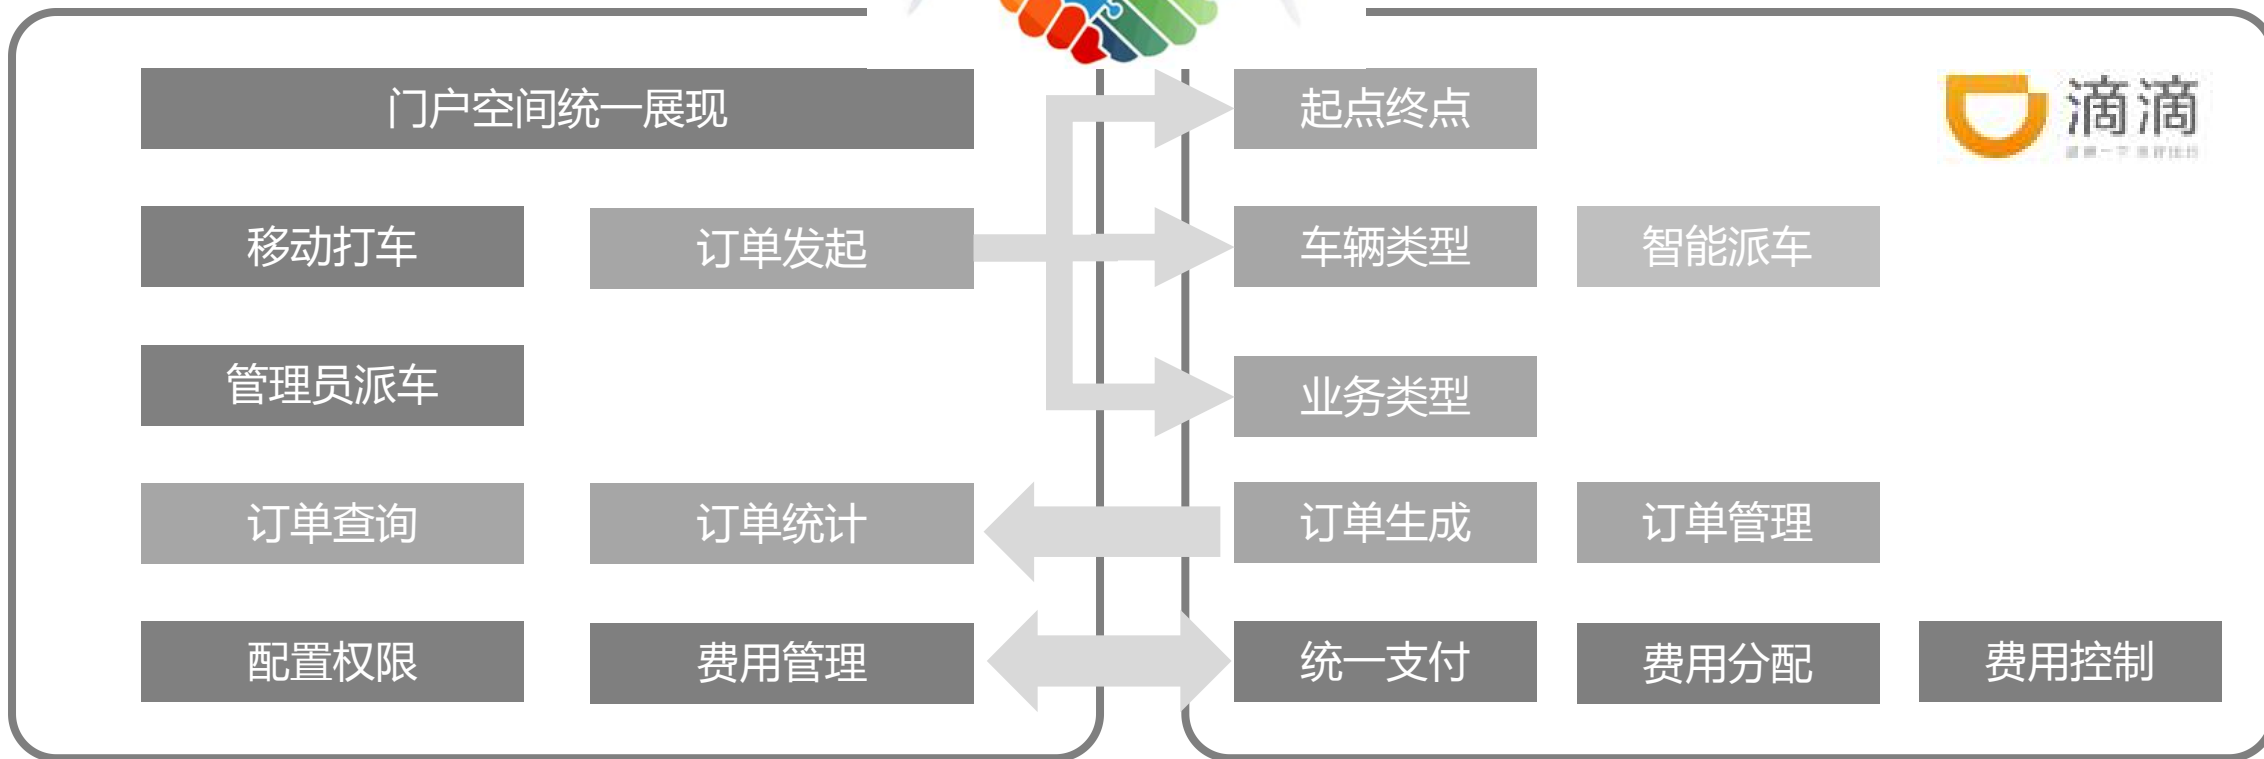 门户空间统一展现
起点终点
滴滴
移动打车
订单发起
车辆类型
智能派车
管理员派车
业务类型
订单查询
订单统计
订单生成
订单管理
配置权限
费用管理
统一支付
费用分配
费用控制